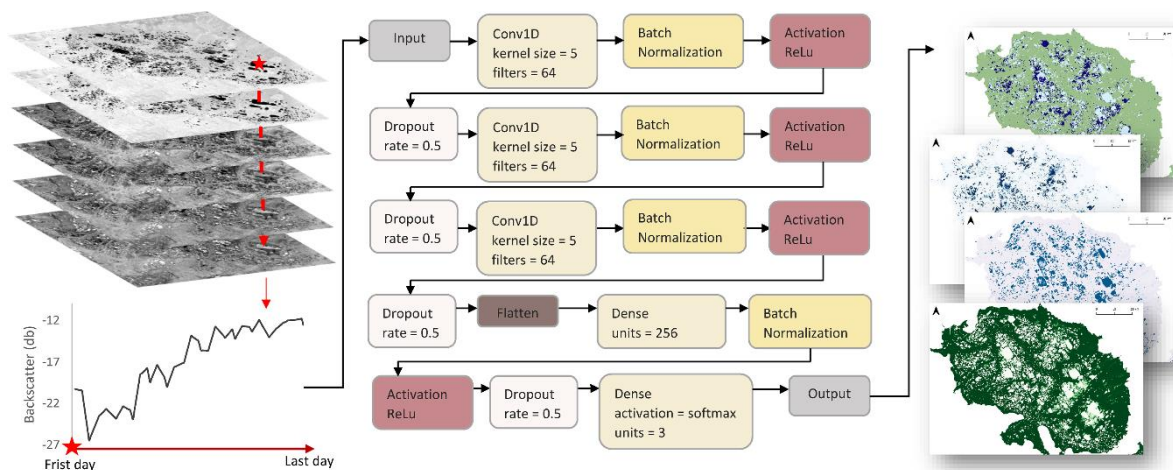 Input
Conv1D
kernel size = 5
filters = 64
Batch
Normalization
Activation
ReLu
Dropout
rate = 0.5
Conv1D
kernel size = 5
filters = 64
Batch
Normalization
Activation
ReLu
Dropout
rate = 0.5
Conv1D
kernel size = 5
filters = 64
Batch
Normalization
Activation
ReLu
Dropout
rate = 0.5
Flatten
Dense
units = 256
Batch
Normalization
Activation
ReLu
Dropout
rate = 0.5
Dense
activation = softmax
units = 3
Output
Backscatter (db)
-12
-17
-22
-27
Frist day
Last day